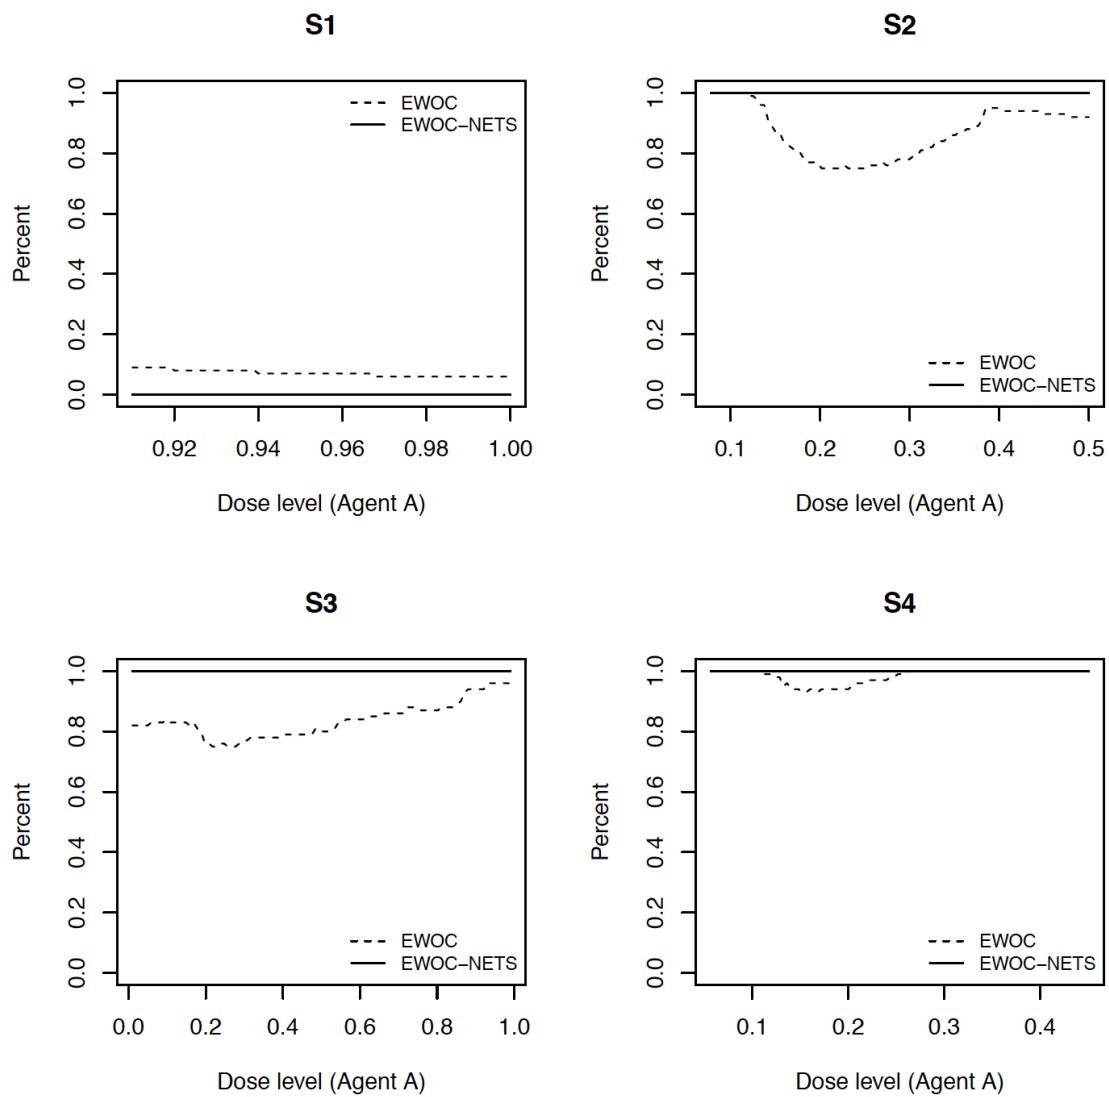 S1
1.0
0.8
0.6
0.4
0.2
0.0
Percent
EWOC
EWOC−NETS
0.92 0.94 0.96 0.98 1.00
Dose level (Agent A)
S2
1.0
0.8
0.6
0.4
0.2
0.0
Percent
EWOC
EWOC−NETS
0.1 0.2 0.3 0.4 0.5
Dose level (Agent A)
S3
1.0
0.8
0.6
0.4
0.2
0.0
Percent
EWOC
EWOC−NETS
0.0 0.2 0.4 0.6 0.8 1.0
Dose level (Agent A)
S4
1.0
0.8
0.6
0.4
0.2
0.0
Percent
EWOC
EWOC−NETS
0.1 0.2 0.3 0.4
Dose level (Agent A)